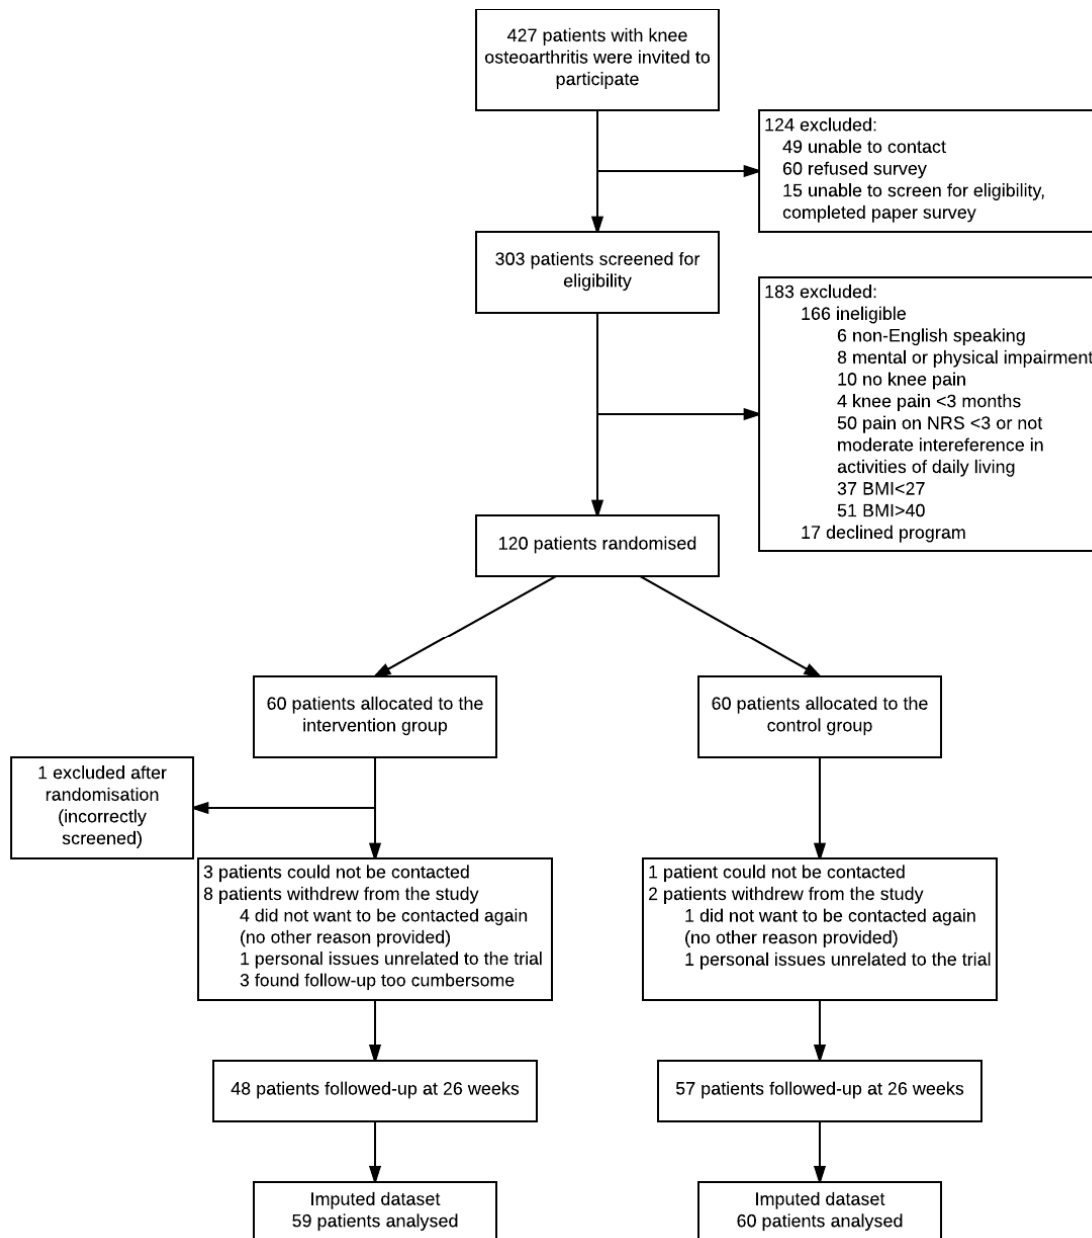 427 patients with knee
osteoarthritis were invited to
participate
124 excluded:
49 unable to contact
60 refused survey
15 unable to screen for eligibility,
completed paper survey
303 patients screened for
eligibility
183 excluded:
166 ineligible
6 non-English speaking
8 mental or physical impairment
10 no knee pain
4 knee pain <3 months
50 pain on NRS <3 or not
moderate intereference in
activities of daily living
37 BMI<27
51 BMI>40
17 declined program
120 patients randomised
60 patients allocated to the
intervention group
60 patients allocated to the
control group
1 excluded after
randomisation
(incorrectly
screened)
3 patients could not be contacted
8 patients withdrew from the study
4 did not want to be contacted again
(no other reason provided)
1 personal issues unrelated to the trial
3 found follow-up too cumbersome
1 patient could not be contacted
2 patients withdrew from the study
1 did not want to be contacted again
(no other reason provided)
1 personal issues unrelated to the trial
48 patients followed-up at 26 weeks
57 patients followed-up at 26 weeks
Imputed dataset
59 patients analysed
Imputed dataset
60 patients analysed